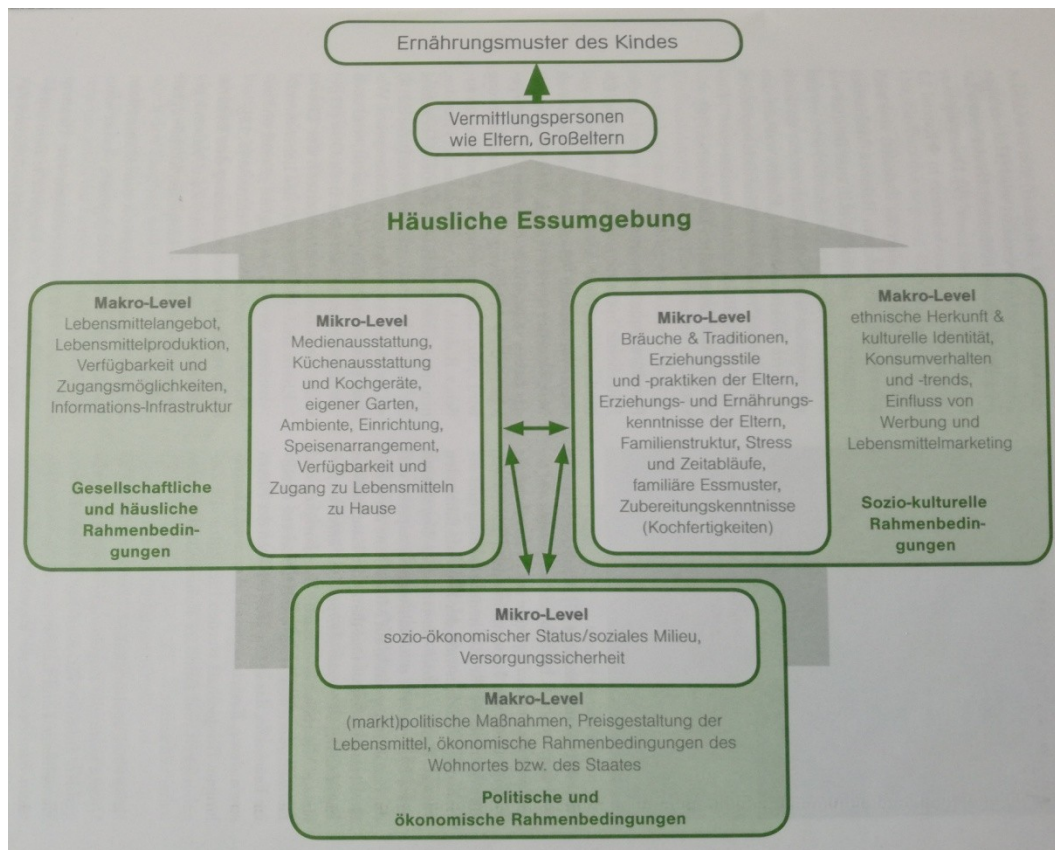 Ernährungsmuster des Kindes
Vermittlungspersonen
wie Eltern, Großeltern
Häusliche Essumgebung
Makro-Level
Lebensmittelangebot,
Lebensmittelproduktion,
Verfügbarkeit und
Zugangsmöglichkeiten,
Informations-Infrastruktur
Gesellschaftliche
und häusliche
Rahmenbedin-
gungen
Mikro-Level
Medienausstattung,
Küchenausstattung
und Kochgeräte,
eigener Garten,
Ambiente, Einrichtung,
Speisenarrangement,
Verfügbarkeit und
Zugang zu Lebensmitteln
zu Hause
Mikro-Level
Bräuche & Traditionen,
Erziehungsstile
und -praktiken der Eltern,
Erziehungs- und Ernährungs-
kenntnisse der Eltern,
Familienstruktur, Stress
und Zeitabläufe,
familiäre Essmuster,
Zubereitungskenntnisse
(Kochfertigkeiten)
Makro-Level
ethnische Herkunft &
kulturelle Identität,
Konsumverhalten
und -trends,
Einfluss von
Werbung und
Lebensmittelmarketing
Sozio-kulturelle
Rahmenbedin-
gungen
Mikro-Level
sozio-ökonomischer Status/soziales Milieu,
Versorgungssicherheit
Makro-Level
(markt)politische Maßnahmen, Preisgestaltung der
Lebensmittel, ökonomische Rahmenbedingungen des
Wohnortes bzw. des Staates
Politische und
ökonomische Rahmenbedingungen